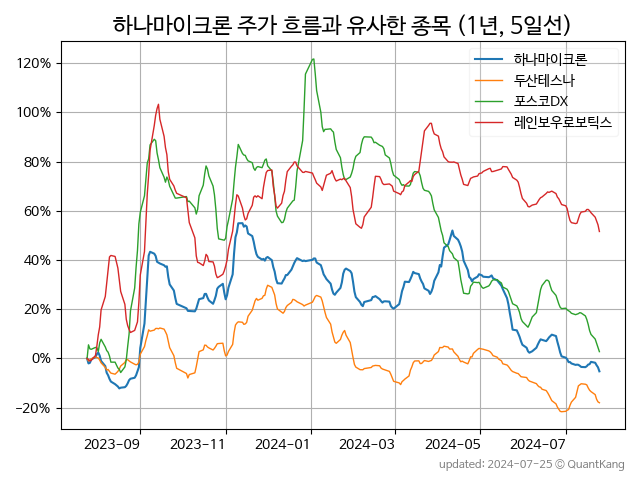 하나마이크론 주가 흐름과 유사한 종목 (1년, 5일선)
하나마이크론
두산테스나
포스코DX
레인보우로보틱스
120%
100%
80%
60%
40%
20%
0%
−20%
2023-09 2023-11 2024-01 2024-03 2024-05 2024-07
updated: 2024-07-25 © QuantKang